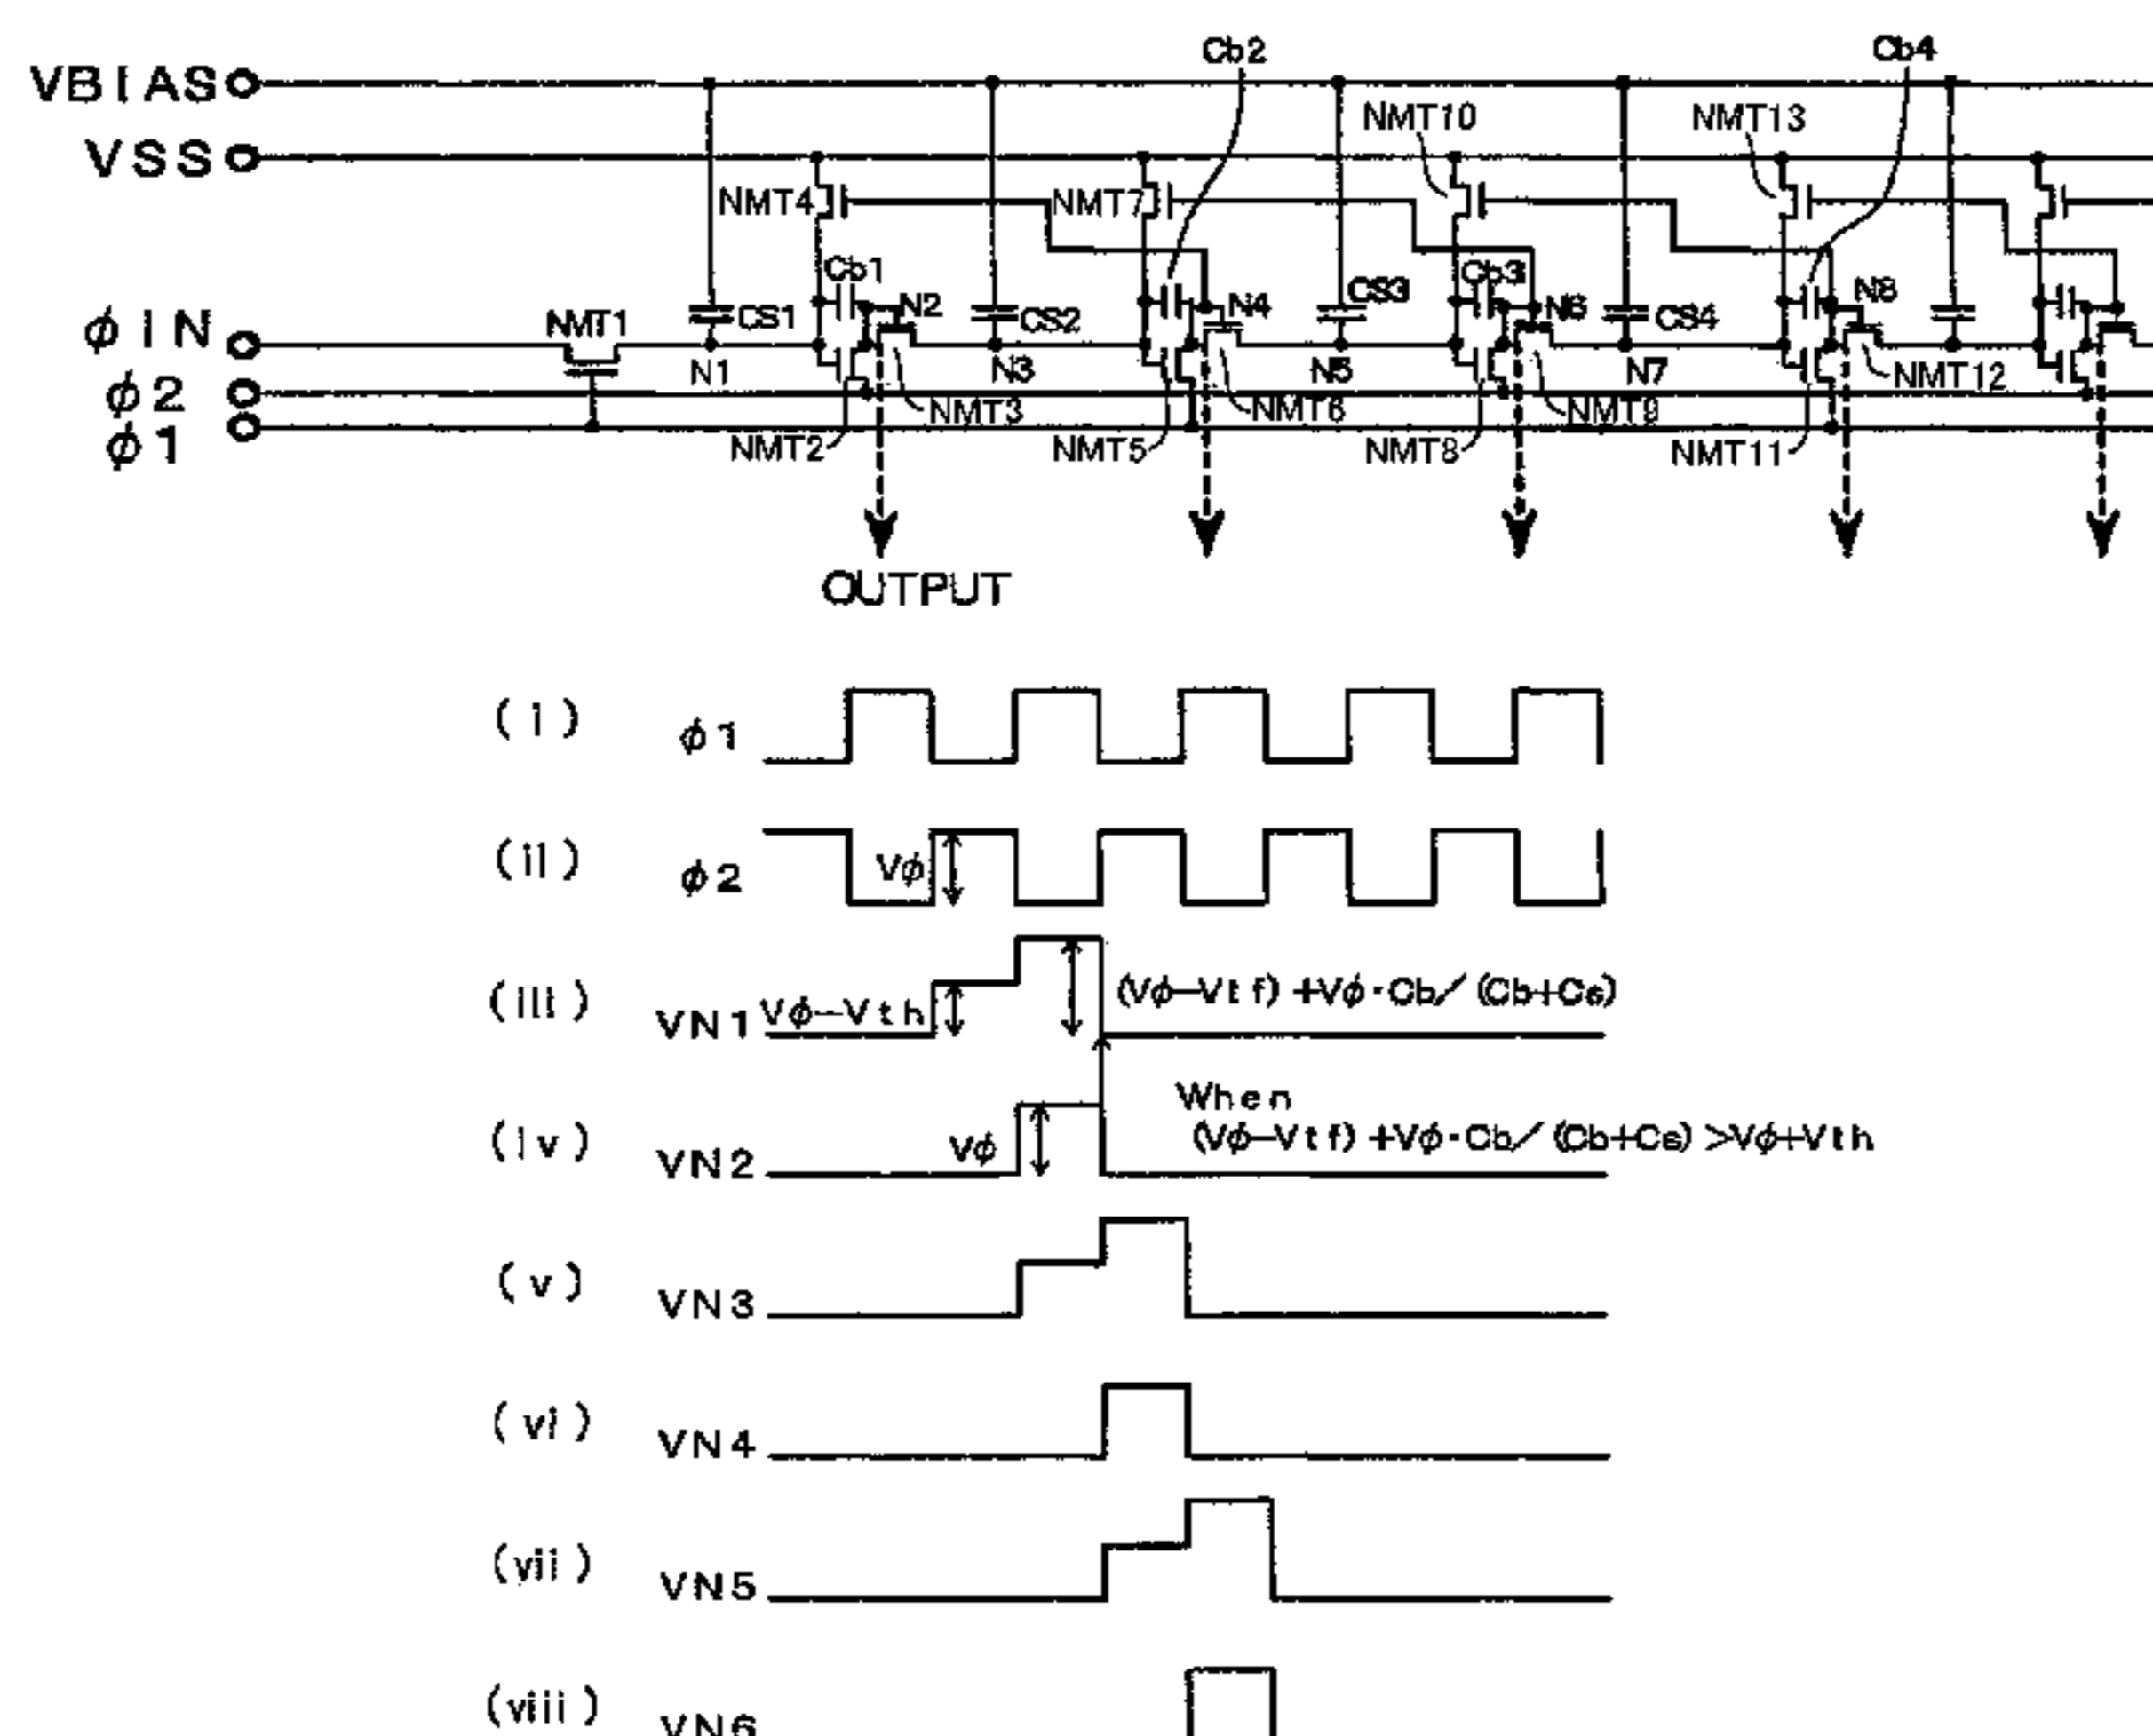 Cb2 Cb4
VBIAS
NMT10 NMT13
VSS
NMT4 NMT7
Cb1 N2 N4 Cb3 N6 N8
φIN NMT1 CS1 CS2 CS3 CS4
N1 N3 N5 N7 NMT12
φ2
NMT3 NMT6 NMT9
φ1 NMT2 NMT5 NMT8 NMT11
OUTPUT
(i) φ1
(ii) φ2 Vφ
(iii) VN1 Vφ-Vth (Vφ-Vtf)+Vφ·Cb/(Cb+Cs)
When
(iv) VN2 Vφ (Vφ-Vtf)+Vφ·Cb/(Cb+Cs)>Vφ+Vth
(v) VN3
(vi) VN4
(vii) VN5
(viii) VN6